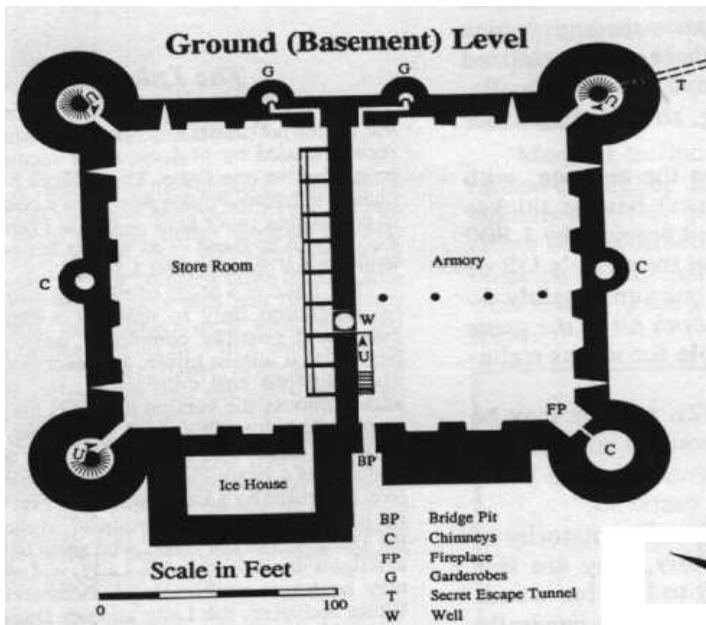 Ground (Basement) Level
G G
U U
T
Store Room
Armory
C
C
W
U
FP
U
C
BP
Ice House
BP Bridge Pit
C Chimneys
FP Fireplace
G Garderobes
T Secret Escape Tunnel
W Well
Scale in Feet
0 100